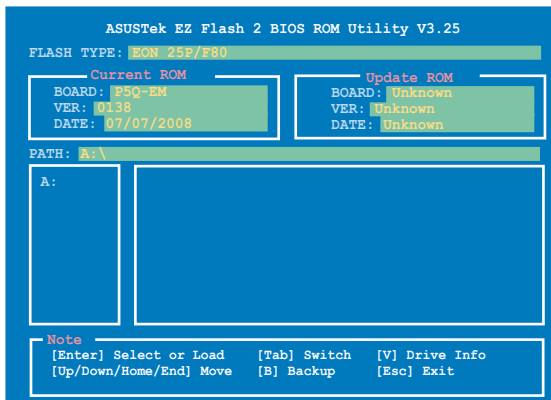 ASUSTek EZ Flash 2 BIOS ROM Utility V3.25
FLASH TYPE: EON 25P/F80
Current ROM
BOARD: P5Q-EM
VER: 0138
DATE: 07/07/2008
Update ROM
BOARD: Unknown
VER: Unknown
DATE: Unknown
PATH: A:\
A:
Note
[Enter] Select or Load [Tab] Switch [V] Drive Info
[Up/Down/Home/End] Move [B] Backup [Esc] Exit